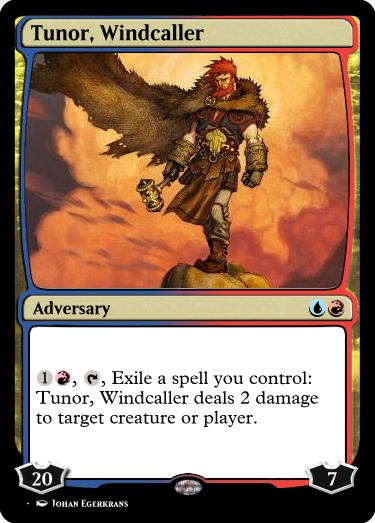 Tunor, Windcaller
Adversary
1, , Exile a spell you control:
Tunor, Windcaller deals 2 damage
to target creature or player.
20
7
Johan Egerkrans